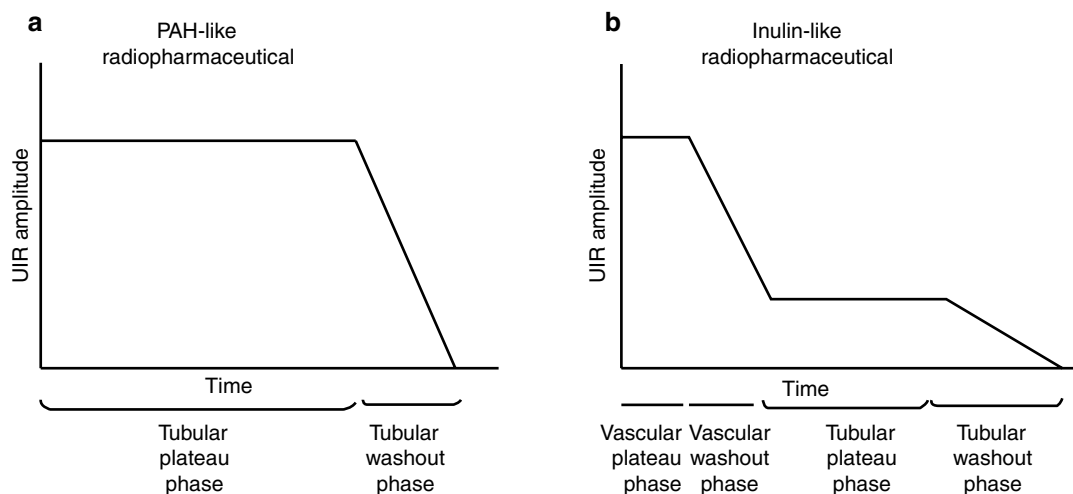 a
PAH-like
radiopharmaceutical
UIR amplitude
Time
Tubular
plateau
phase
Tubular
washout
phase
b
Inulin-like
radiopharmaceutical
UIR amplitude
Time
Vascular
plateau
phase
Vascular
washout
phase
Tubular
plateau
phase
Tubular
washout
phase